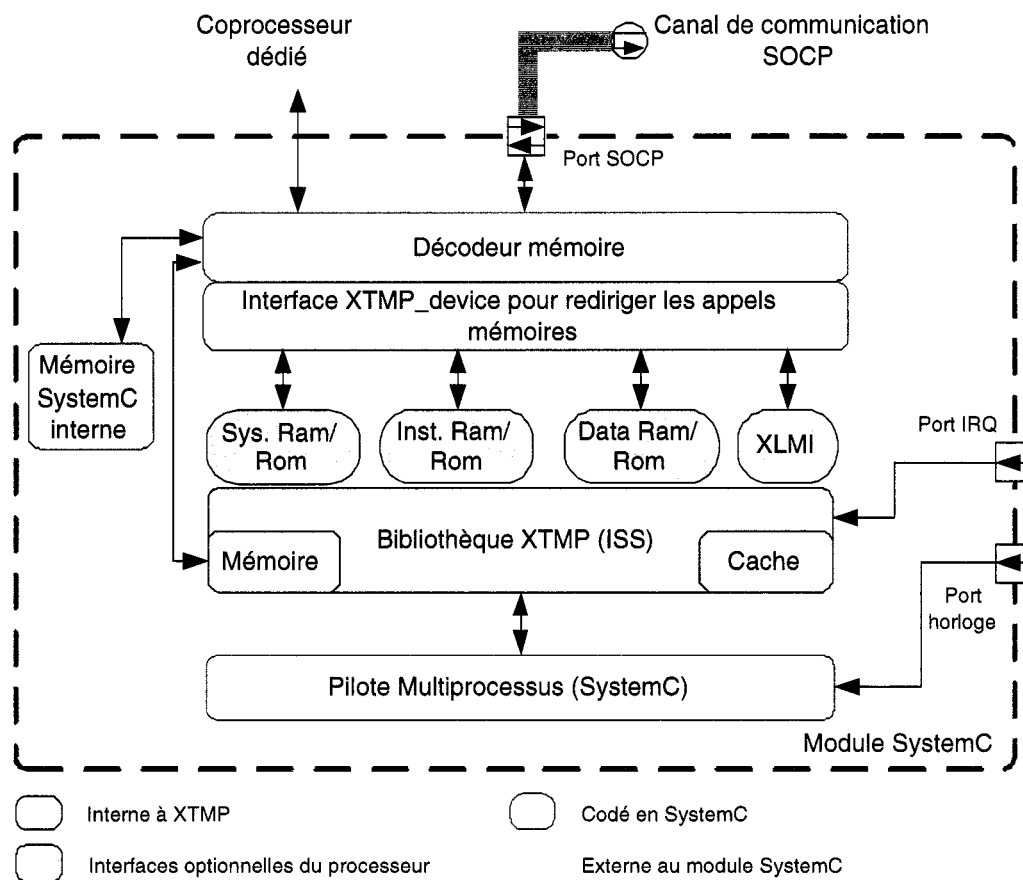 Coprocesseur
dédié
Canal de communication
SOCP
Port SOCP
Décodeur mémoire
Interface XTMP_device pour rediriger les appels
mémoires
Mémoire
SystemC
interne
Sys. Ram/
Rom
Inst. Ram/
Rom
Data Ram/
Rom
XLMI
Port IRQ
Bibliothèque XTMP (ISS)
Mémoire
Cache
Port
horloge
Pilote Multiprocessus (SystemC)
Module SystemC
Interne à XTMP
Codé en SystemC
Interfaces optionnelles du processeur
Externe au module SystemC